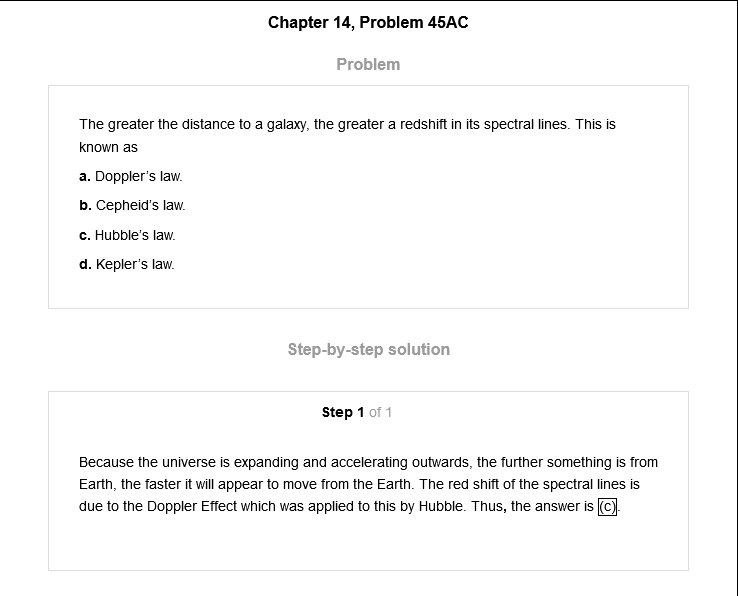 Chapter 14, Problem 45AC
Problem
The greater the distance to a galaxy, the greater a redshift in its spectral lines. This is
known as
a. Doppler's law.
b. Cepheid's law.
c. Hubble's law.
d. Kepler's law.
Step-by-step solution
Step 1 of 1
Because the universe is expanding and accelerating outwards, the further something is from
Earth, the faster it will appear to move from the Earth. The red shift of the spectral lines is
due to the Doppler Effect which was applied to this by Hubble. Thus, the answer is (c).